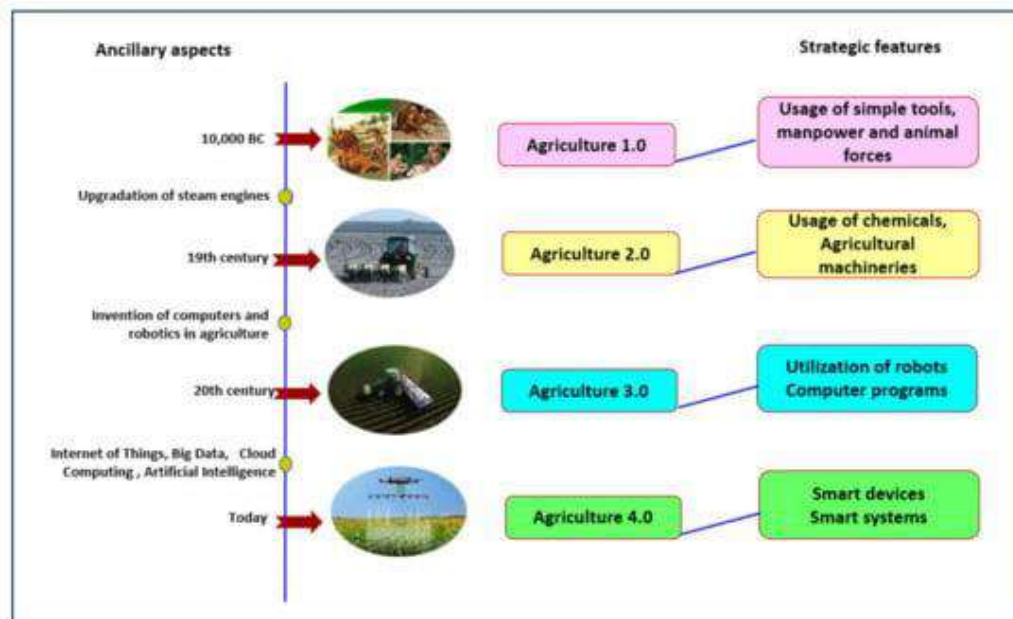 Ancillary aspects
Strategic features
10,000 BC
Agriculture 1.0
Usage of simple tools,
manpower and animal
forces
Upgradation of steam engines
19th century
Agriculture 2.0
Usage of chemicals,
Agricultural
machineries
Invention of computers and
robotics in agriculture
20th century
Agriculture 3.0
Utilization of robots
Computer programs
Internet of Things, Big Data, Cloud
Computing , Artificial Intelligence
Today
Agriculture 4.0
Smart devices
Smart systems